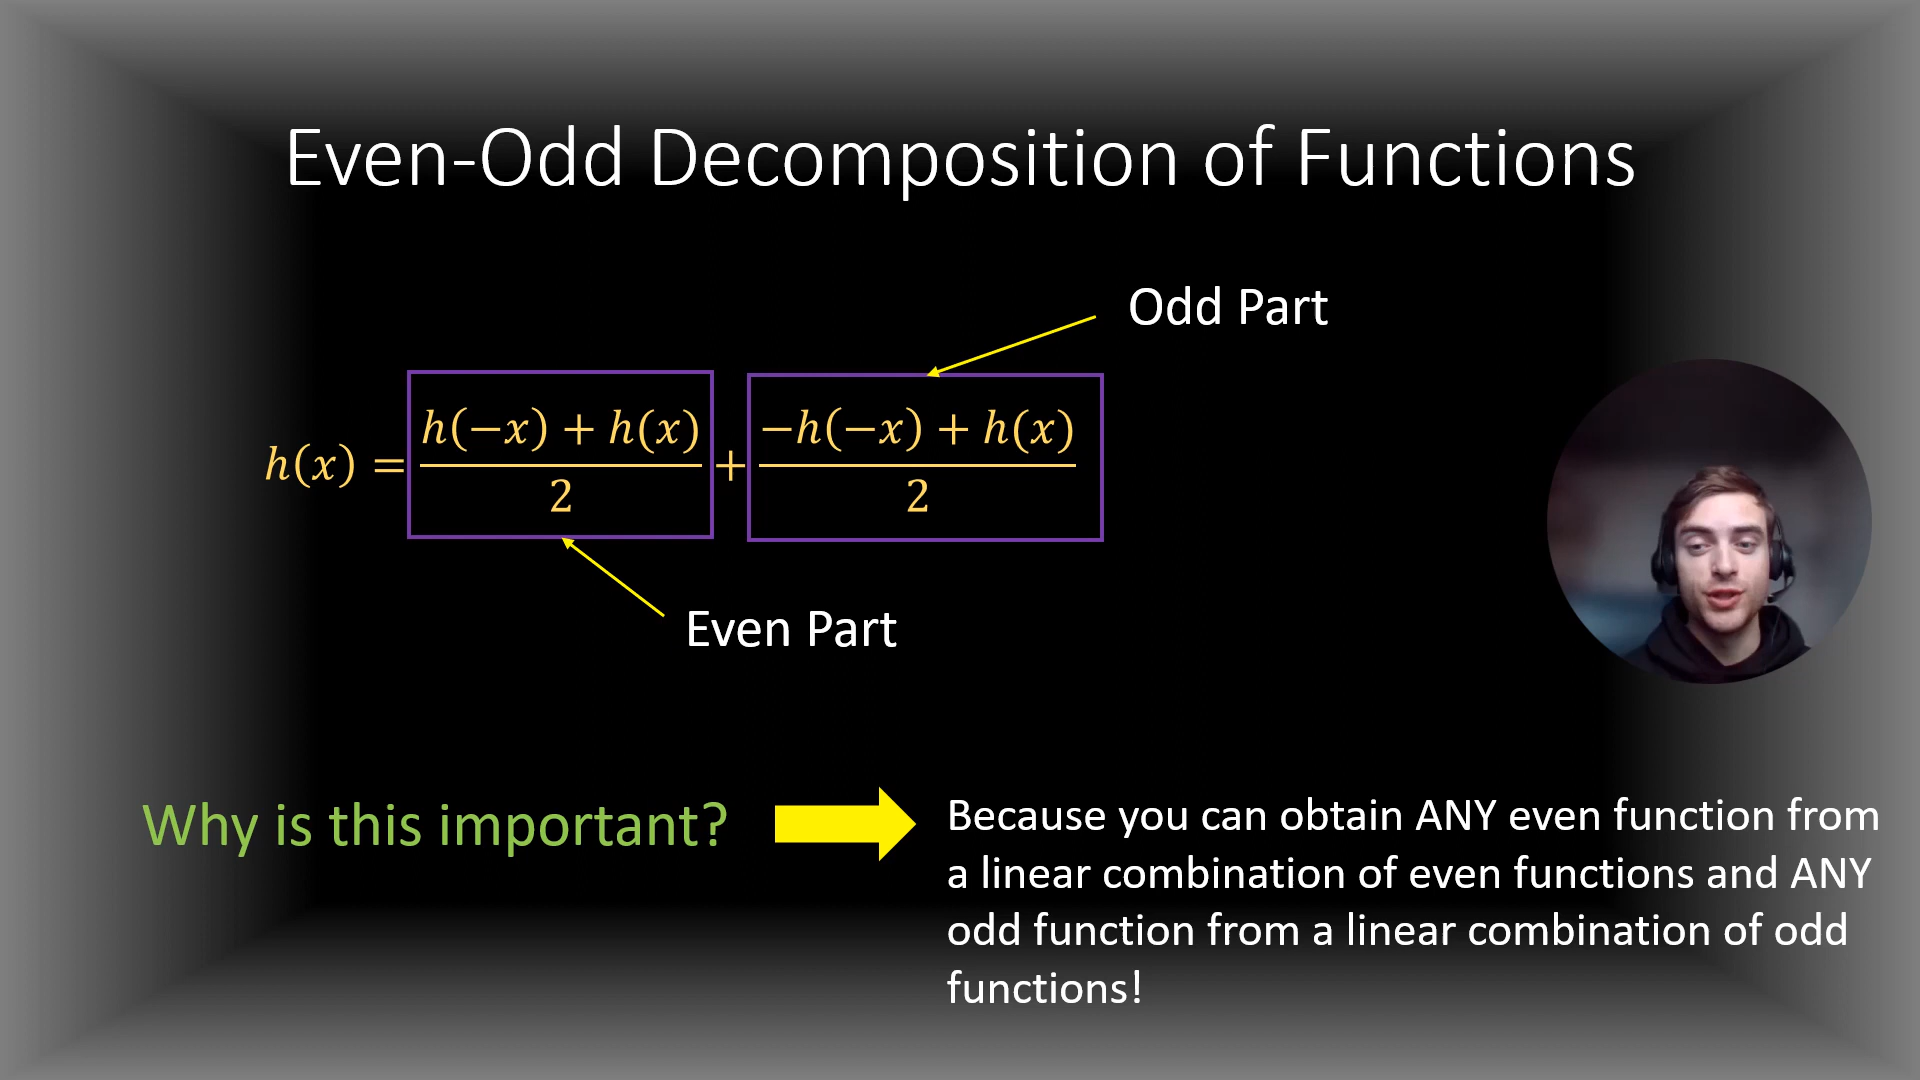 Even-Odd Decomposition of Functions
Odd Part
h(x) = h(−x) + h(x) / 2 + −h(−x) + h(x) / 2
Even Part
Why is this important?
Because you can obtain ANY even function from
a linear combination of even functions and ANY
odd function from a linear combination of odd
functions!